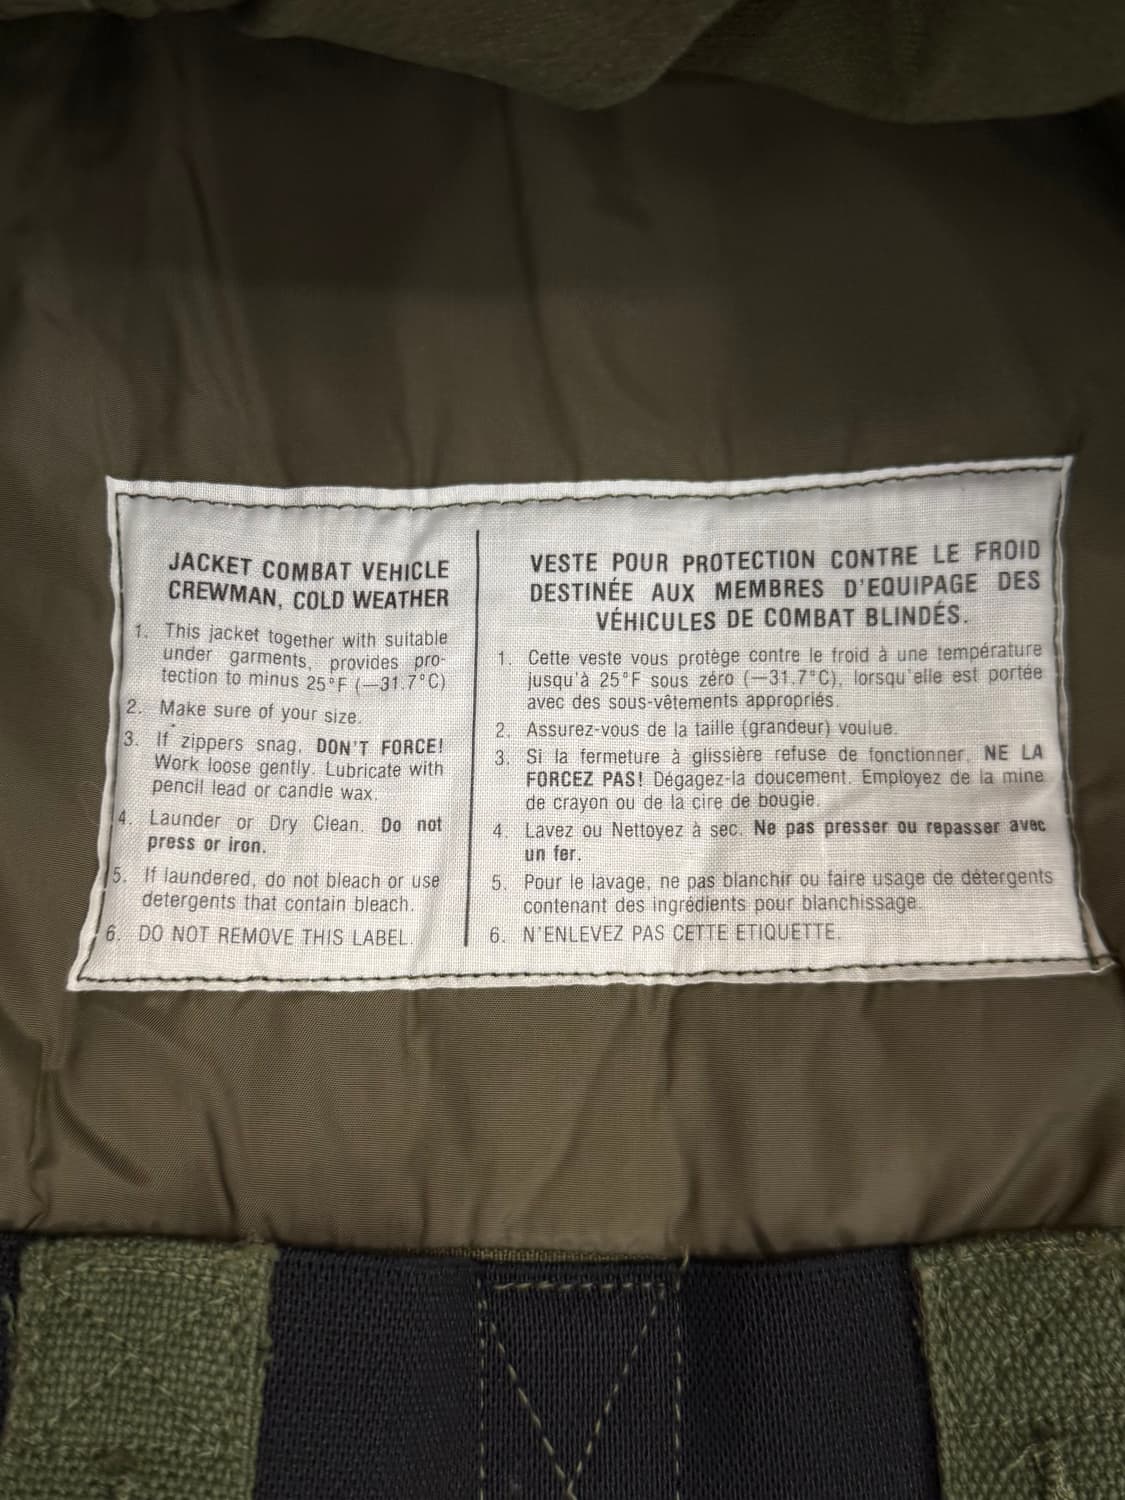 JACKET COMBAT VEHICLE
CREWMAN, COLD WEATHER
1. This jacket together with suitable
under garments, provides pro-
tection to minus 25°F (—31.7°C)
2. Make sure of your size.
3. If zippers snag, DON'T FORCE!
Work loose gently. Lubricate with
pencil lead or candle wax.
4. Launder or Dry Clean. Do not
press or iron.
5. If laundered, do not bleach or use
detergents that contain bleach.
6. DO NOT REMOVE THIS LABEL.
VESTE POUR PROTECTION CONTRE LE FROID
DESTINÉE AUX MEMBRES D'EQUIPAGE DES
VÉHICULES DE COMBAT BLINDÉS.
1. Cette veste vous protège contre le froid à une température
jusqu'à 25°F sous zéro (—31.7°C), lorsqu'elle est portée
avec des sous-vêtements appropriés.
2. Assurez-vous de la taille (grandeur) voulue.
3. Si la fermeture à glissière refuse de fonctionner, NE LA
FORCEZ PAS! Dégagez-la doucement. Employez de la mine
de crayon ou de la cire de bougie.
4. Lavez ou Nettoyez à sec. Ne pas presser ou repasser avec
un fer.
5. Pour le lavage, ne pas blanchir ou faire usage de détergents
contenant des ingrédients pour blanchissage.
6. N'ENLEVEZ PAS CETTE ETIQUETTE.